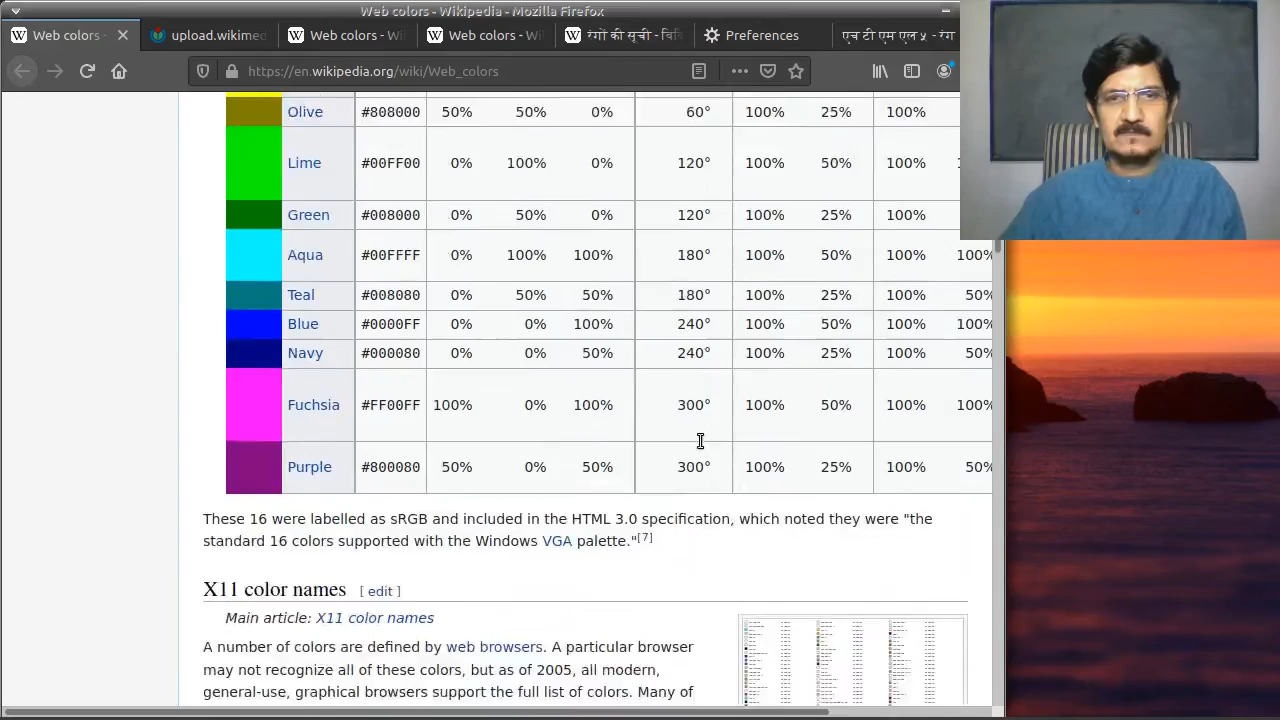 Web colors - Wikipedia - Mozilla Firefox
Web colors -
upload.wikimed
Web colors - Wi
Web colors - Wi
रंगों की सूची - विकि
Preferences
एच टी एम एल ५ - रंग
https://en.wikipedia.org/wiki/Web_colors
Olive #808000 50% 50% 0% 60° 100% 25% 100%
Lime #00FF00 0% 100% 0% 120° 100% 50% 100%
Green #008000 0% 50% 0% 120° 100% 25% 100%
Aqua #00FFFF 0% 100% 100% 180° 100% 50% 100% 100%
Teal #008080 0% 50% 50% 180° 100% 25% 100% 50%
Blue #0000FF 0% 0% 100% 240° 100% 50% 100% 100%
Navy #000080 0% 0% 50% 240° 100% 25% 100% 50%
Fuchsia #FF00FF 100% 0% 100% 300° 100% 50% 100% 100%
Purple #800080 50% 0% 50% 300° 100% 25% 100% 50%
These 16 were labelled as sRGB and included in the HTML 3.0 specification, which noted they were "the
standard 16 colors supported with the Windows VGA palette."[7]
X11 color names [ edit ]
Main article: X11 color names
A number of colors are defined by web browsers. A particular browser
may not recognize all of these colors, but as of 2005, all modern,
general-use, graphical browsers support the full list of colors. Many of